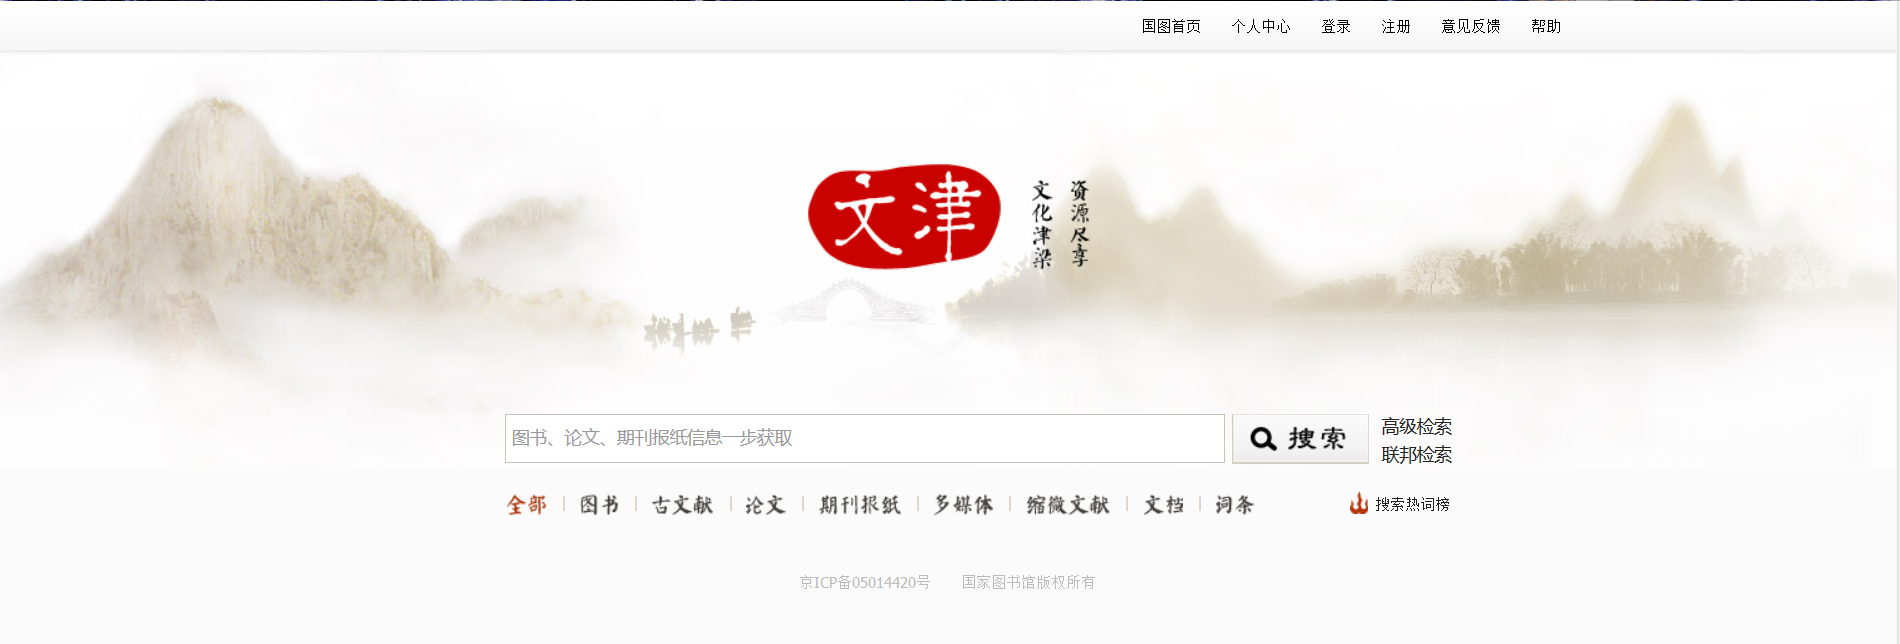 国图首页 个人中心 登录 注册 意见反馈 帮助
文津
资源尽享
文化津梁
图书、论文、期刊报纸信息一步获取
搜索
高级检索
联邦检索
全部 图书 古文献 论文 期刊报纸 多媒体 缩微文献 文档 词条
搜索热词榜
京ICP备05014420号 国家图书馆版权所有